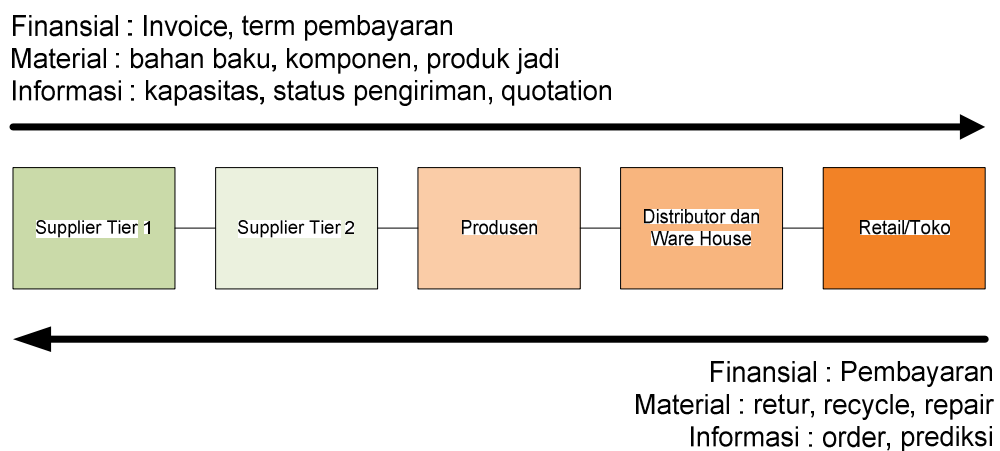 Finansial : Invoice, term pembayaran
Material : bahan baku, komponen, produk jadi
Informasi : kapasitas, status pengiriman, quotation
Supplier Tier 1
Supplier Tier 2
Produsen
Distributor dan
Ware House
Retail/Toko
Finansial : Pembayaran
Material : retur, recycle, repair
Informasi : order, prediksi